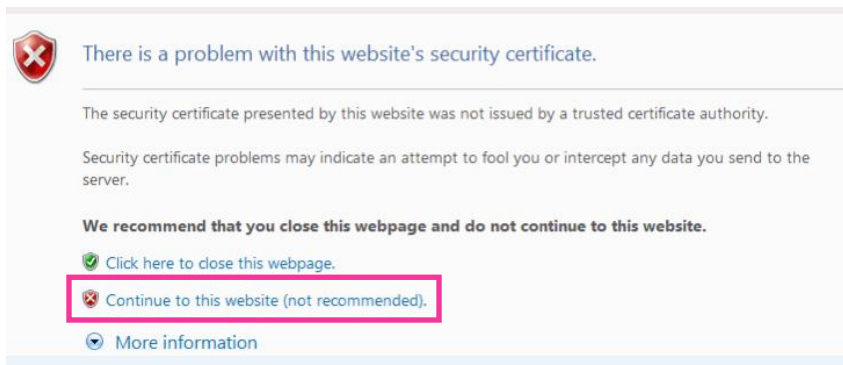 There is a problem with this website's security certificate.
The security certificate presented by this website was not issued by a trusted certificate authority.
Security certificate problems may indicate an attempt to fool you or intercept any data you send to the
server.
We recommend that you close this webpage and do not continue to this website.
Click here to close this webpage.
Continue to this website (not recommended).
More information